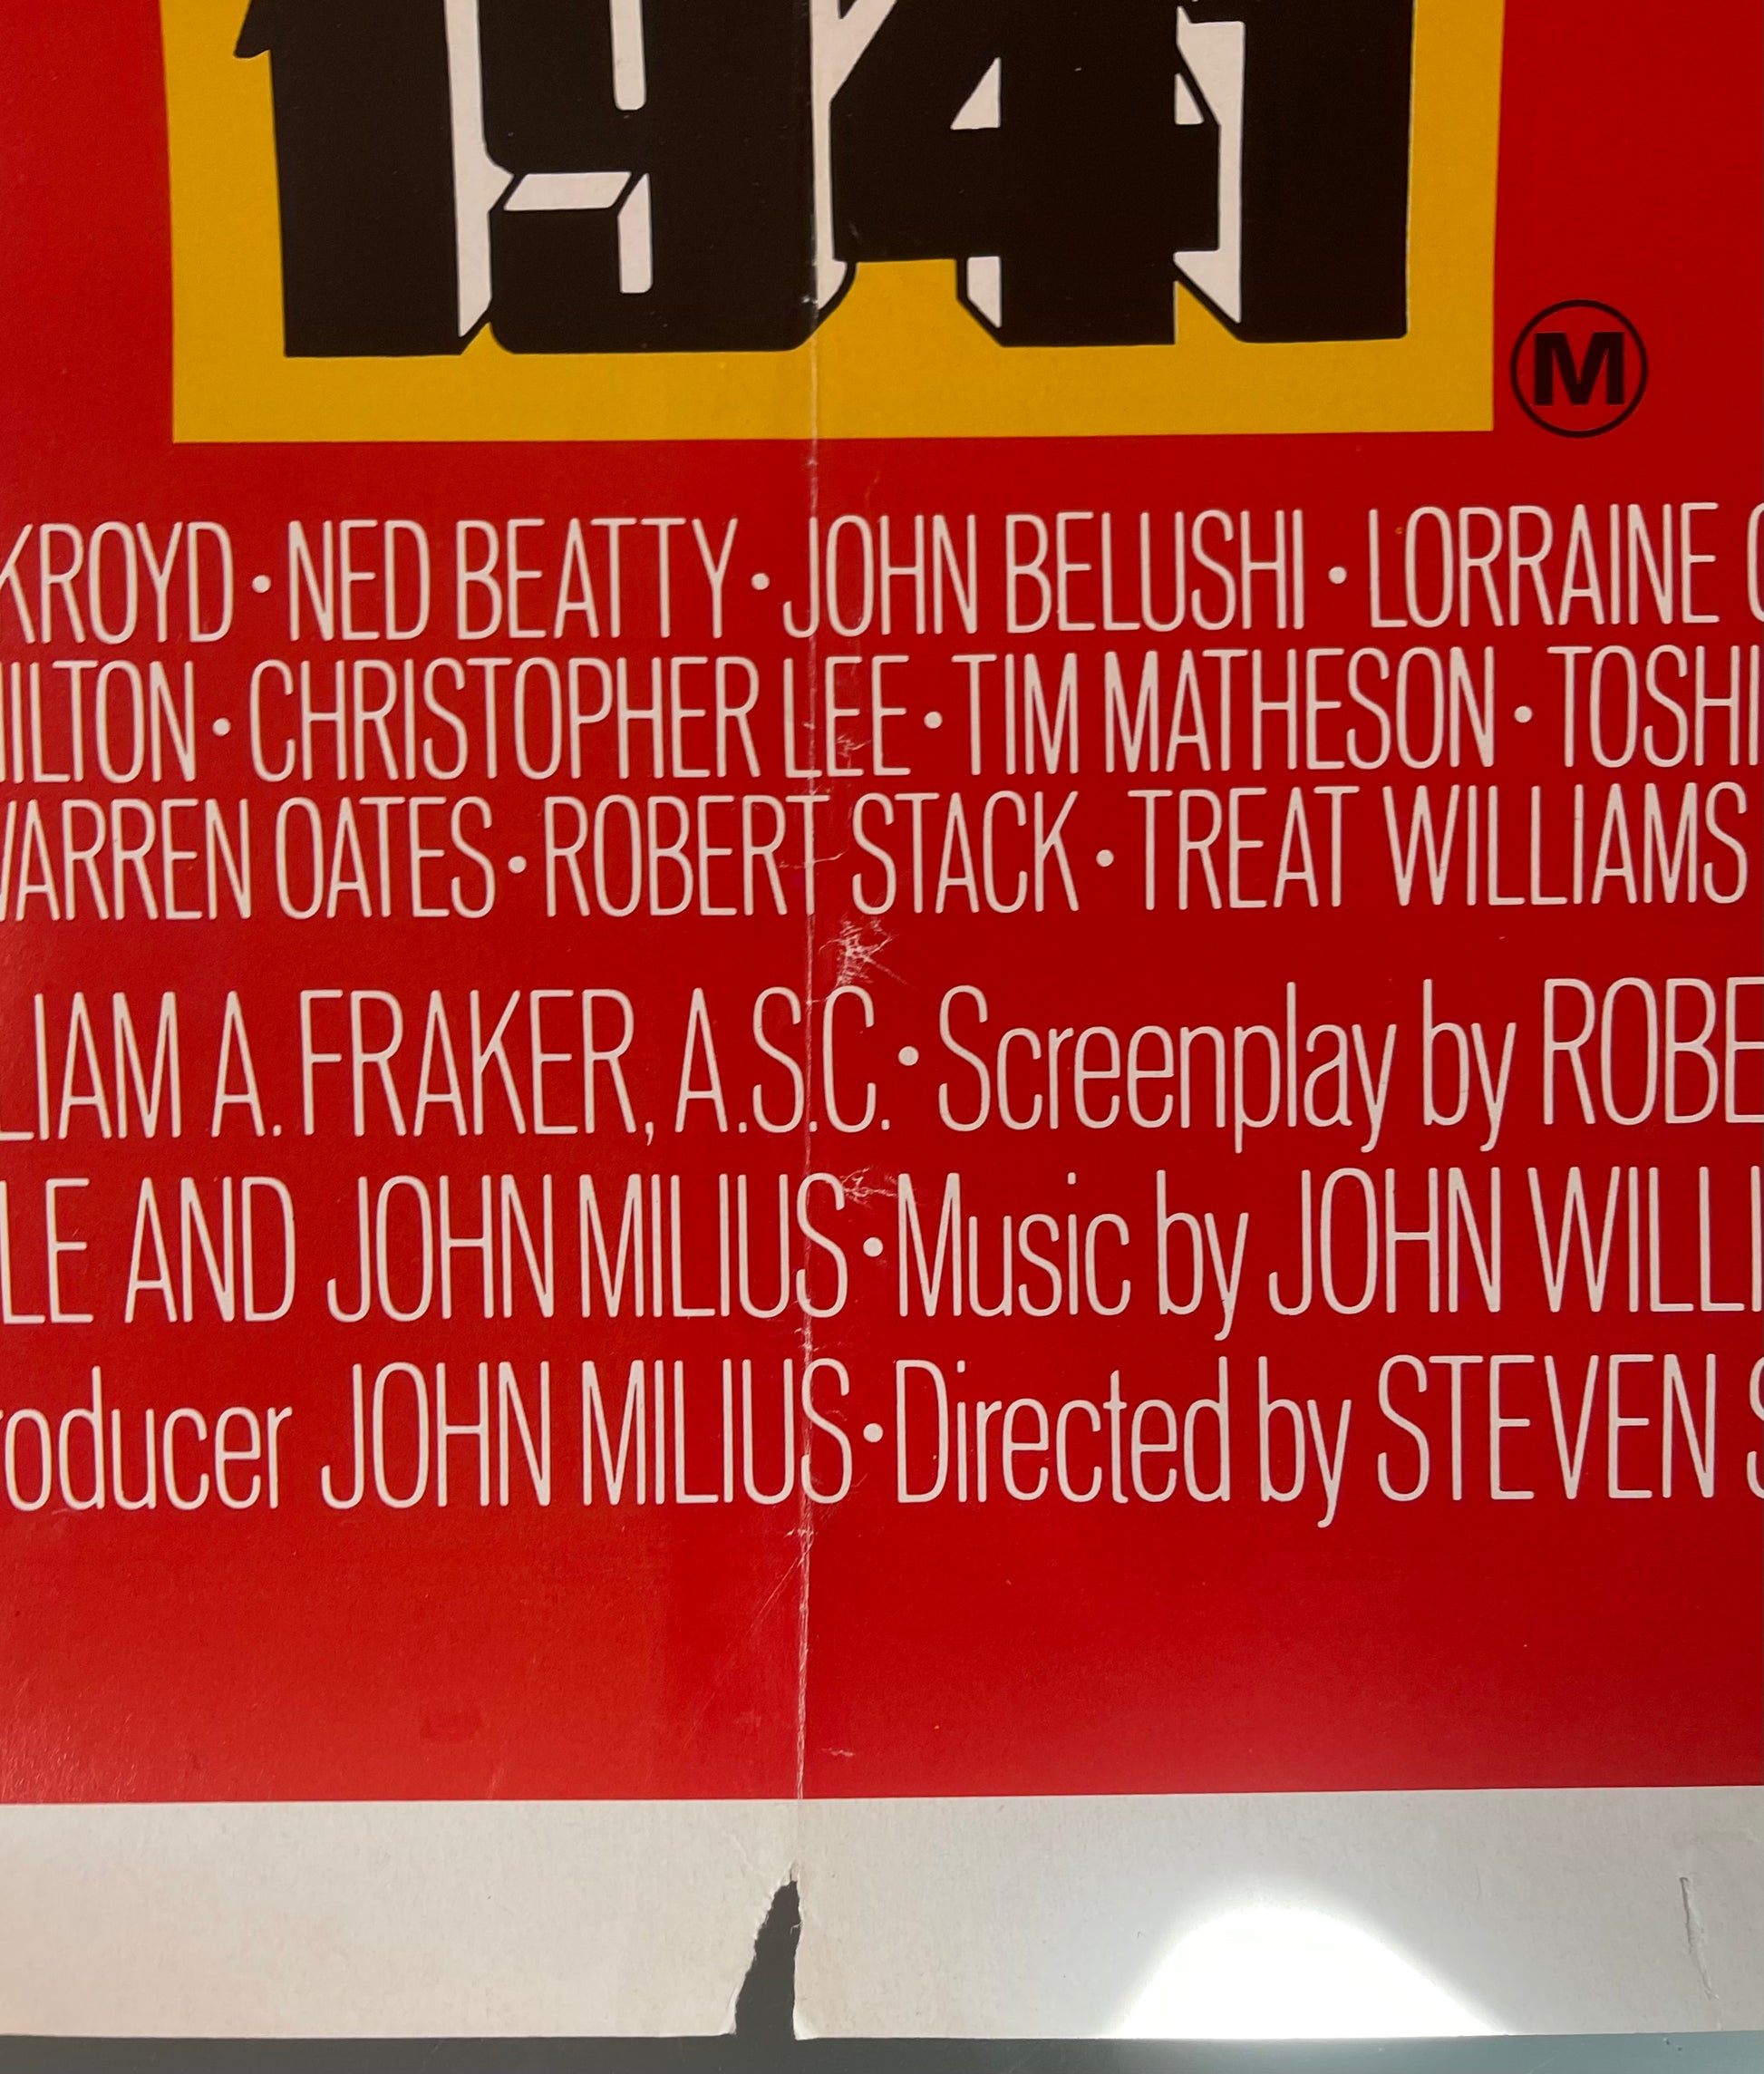 1941
M
KROYD • NED BEATTY • JOHN BELUSHI • LORRAINE
ILTON • CHRISTOPHER LEE • TIM MATHESON • TOSHI
WARREN OATES • ROBERT STACK • TREAT WILLIAMS
LIAM A. FRAKER, A.S.C. • Screenplay by ROBE
LE AND JOHN MILIUS • Music by JOHN WILLI
roducer JOHN MILIUS • Directed by STEVEN S